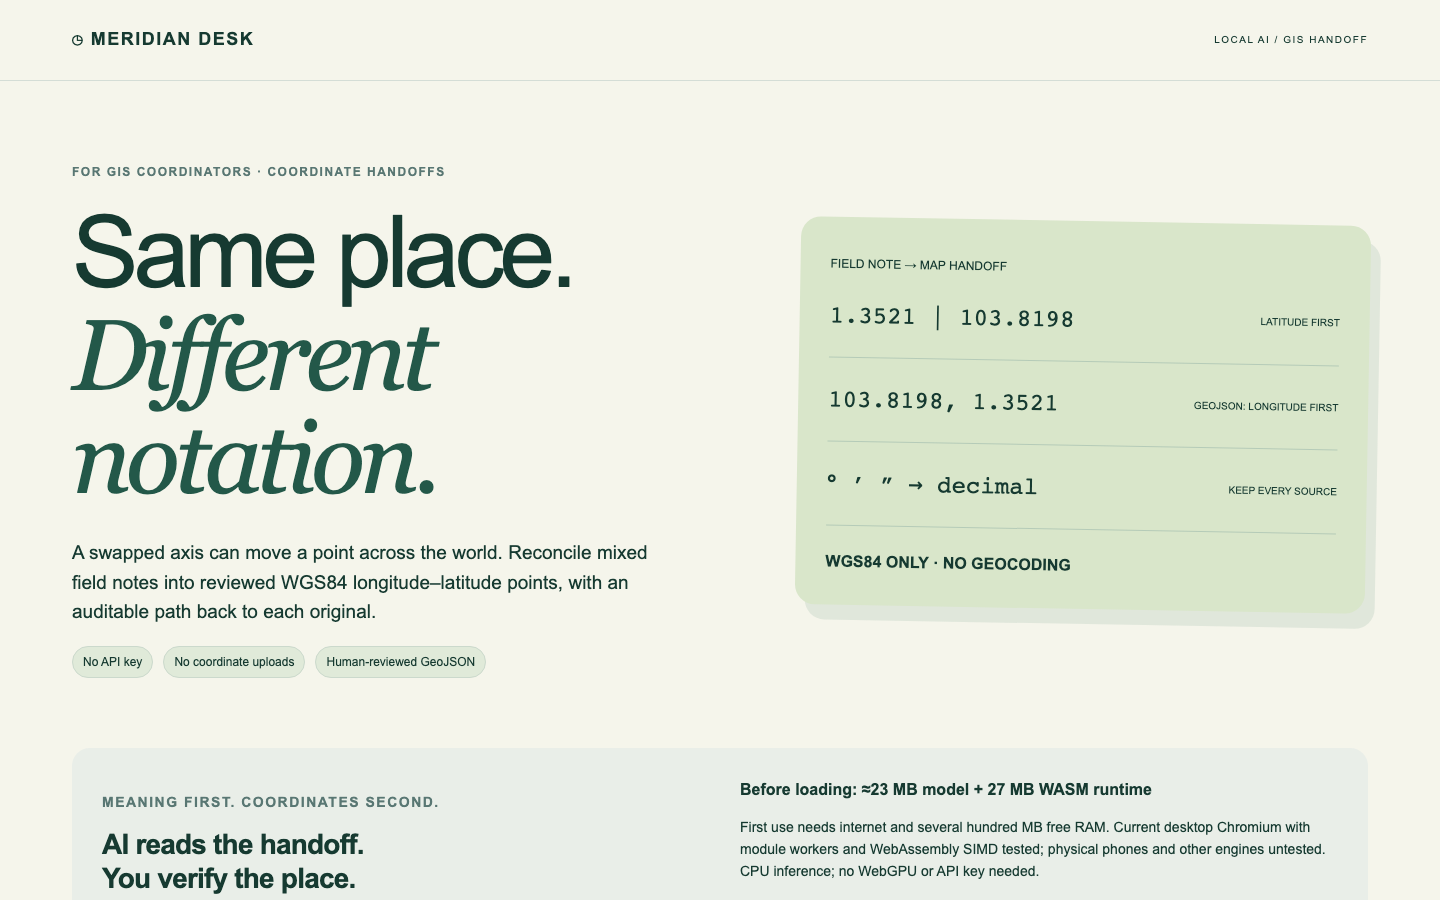 ◷ MERIDIAN DESK
LOCAL AI / GIS HANDOFF
FOR GIS COORDINATORS · COORDINATE HANDOFFS
Same place.
Different
notation.
A swapped axis can move a point across the world. Reconcile mixed
field notes into reviewed WGS84 longitude–latitude points, with an
auditable path back to each original.
No API key
No coordinate uploads
Human-reviewed GeoJSON
FIELD NOTE → MAP HANDOFF
1.3521 | 103.8198
LATITUDE FIRST
103.8198, 1.3521
GEOJSON: LONGITUDE FIRST
° ′ ″ → decimal
KEEP EVERY SOURCE
WGS84 ONLY · NO GEOCODING
MEANING FIRST. COORDINATES SECOND.
AI reads the handoff.
You verify the place.
Before loading: ≈23 MB model + 27 MB WASM runtime
First use needs internet and several hundred MB free RAM. Current desktop Chromium with
module workers and WebAssembly SIMD tested; physical phones and other engines untested.
CPU inference; no WebGPU or API key needed.